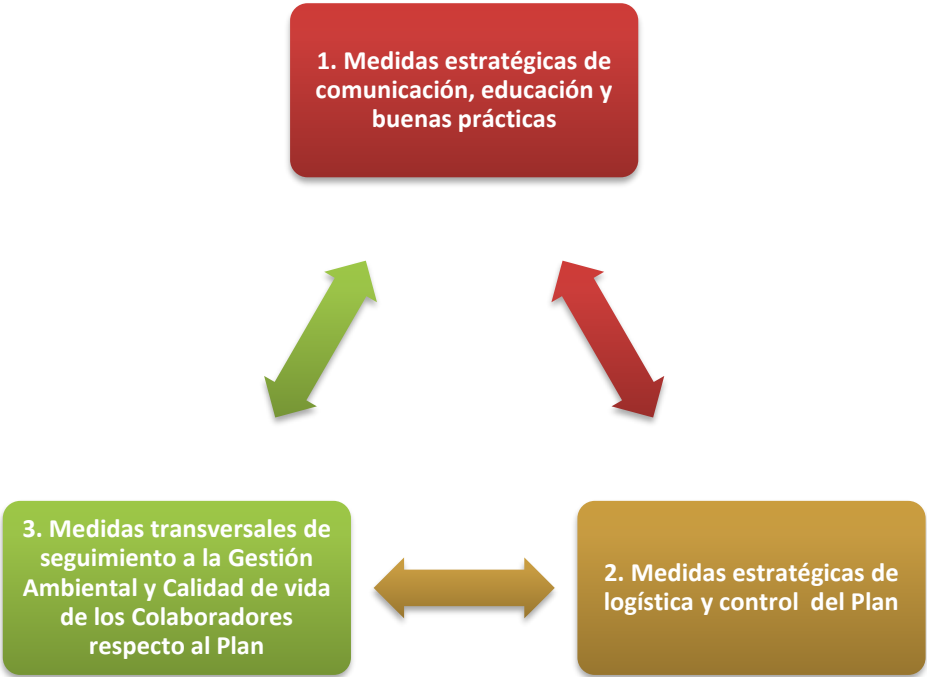 1. Medidas estratégicas de
comunicación, educación y
buenas prácticas
3. Medidas transversales de
seguimiento a la Gestión
Ambiental y Calidad de vida
de los Colaboradores
respecto al Plan
2. Medidas estratégicas de
logística y control  del Plan